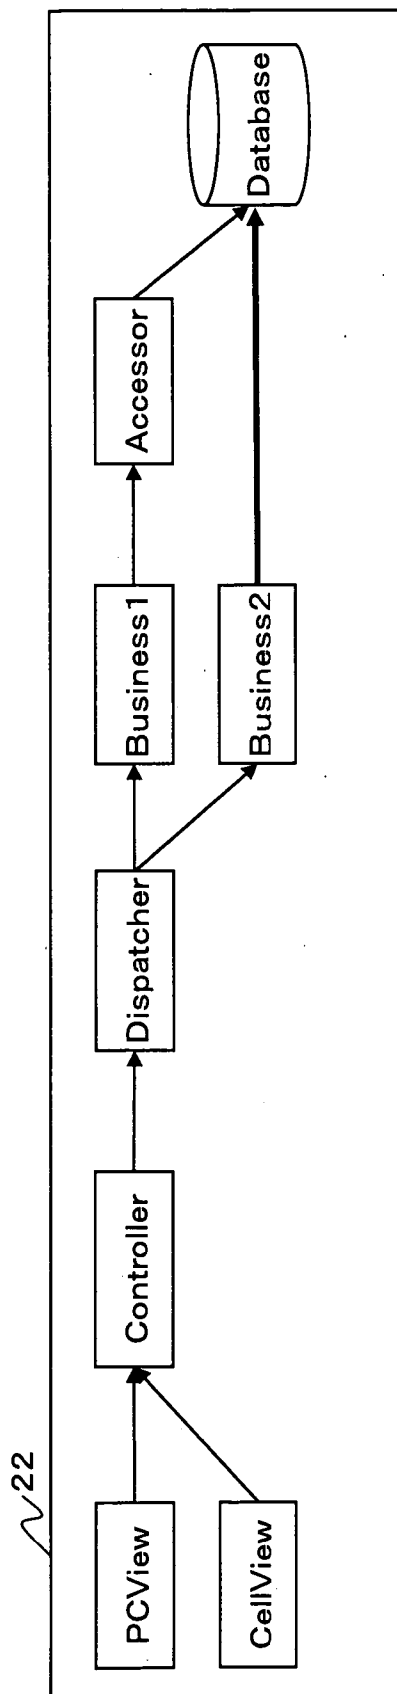 22
PCView
CellView
Controller
Dispatcher
Business1
Business2
Accessor
Database